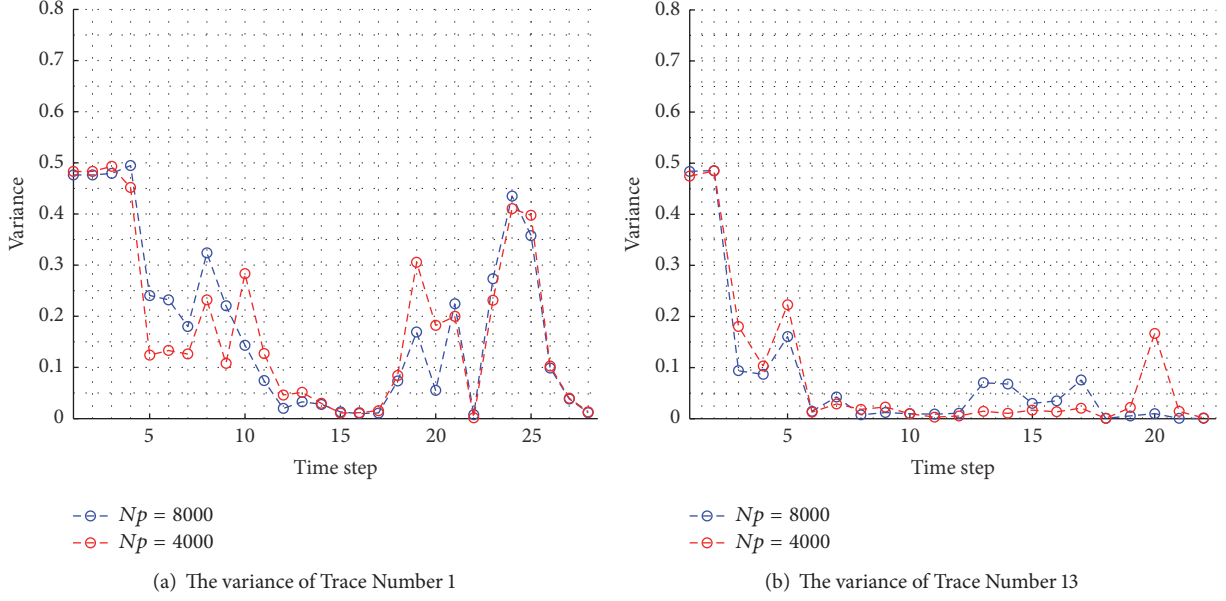 0.8
0.7
0.6
0.5
0.4
0.3
0.2
0.1
0
Variance
5 10 15 20 25
Time step
Np = 8000
Np = 4000
(a) The variance of Trace Number 1
0.8
0.7
0.6
0.5
0.4
0.3
0.2
0.1
0
Variance
5 10 15 20
Time step
Np = 8000
Np = 4000
(b) The variance of Trace Number 13